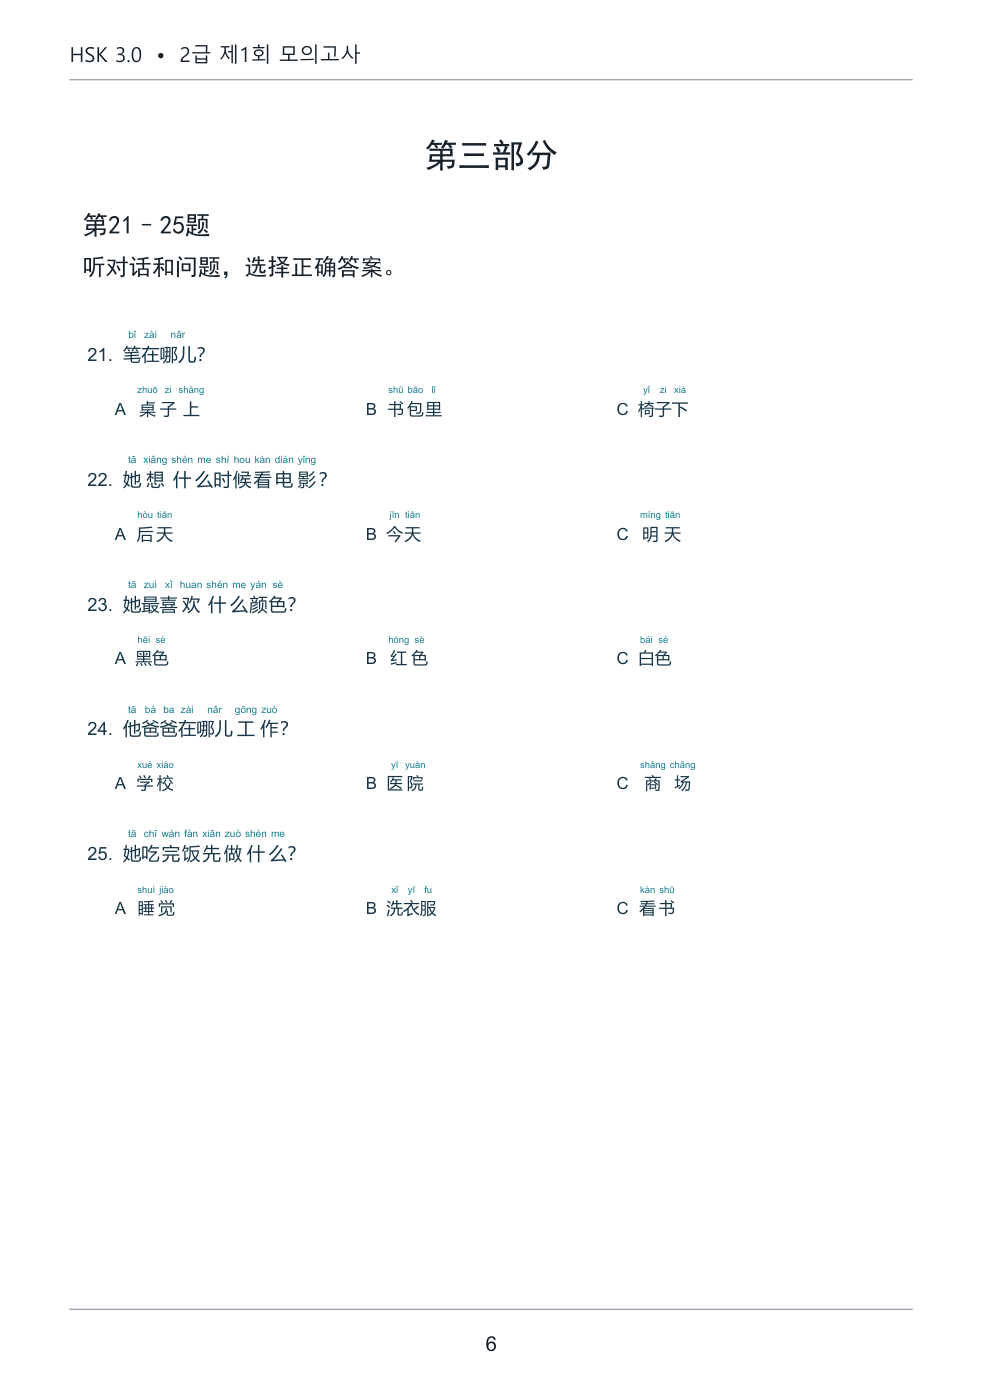 HSK 3.0 • 2급 제1회 모의고사
第三部分
第21－25题
听对话和问题，选择正确答案。
bǐ zài nǎr
21. 笔在哪儿？
zhuō zi shàng shū bāo lǐ yǐ zi xià
A 桌子上 B 书包里 C 椅子下
tā xiǎng shén me shí hou kàn diàn yǐng
22. 她想什么时候看电影？
hòu tiān jīn tiān míng tiān
A 后天 B 今天 C 明天
tā zuì xǐ huan shén me yán sè
23. 她最喜欢什么颜色？
hēi sè hóng sè bái sè
A 黑色 B 红色 C 白色
tā bà ba zài nǎr gōng zuò
24. 他爸爸在哪儿工作？
xué xiào yī yuàn shāng chǎng
A 学校 B 医院 C 商场
tā chī wán fàn xiān zuò shén me
25. 她吃完饭先做什么？
shuì jiào xǐ yī fu kàn shū
A 睡觉 B 洗衣服 C 看书
6